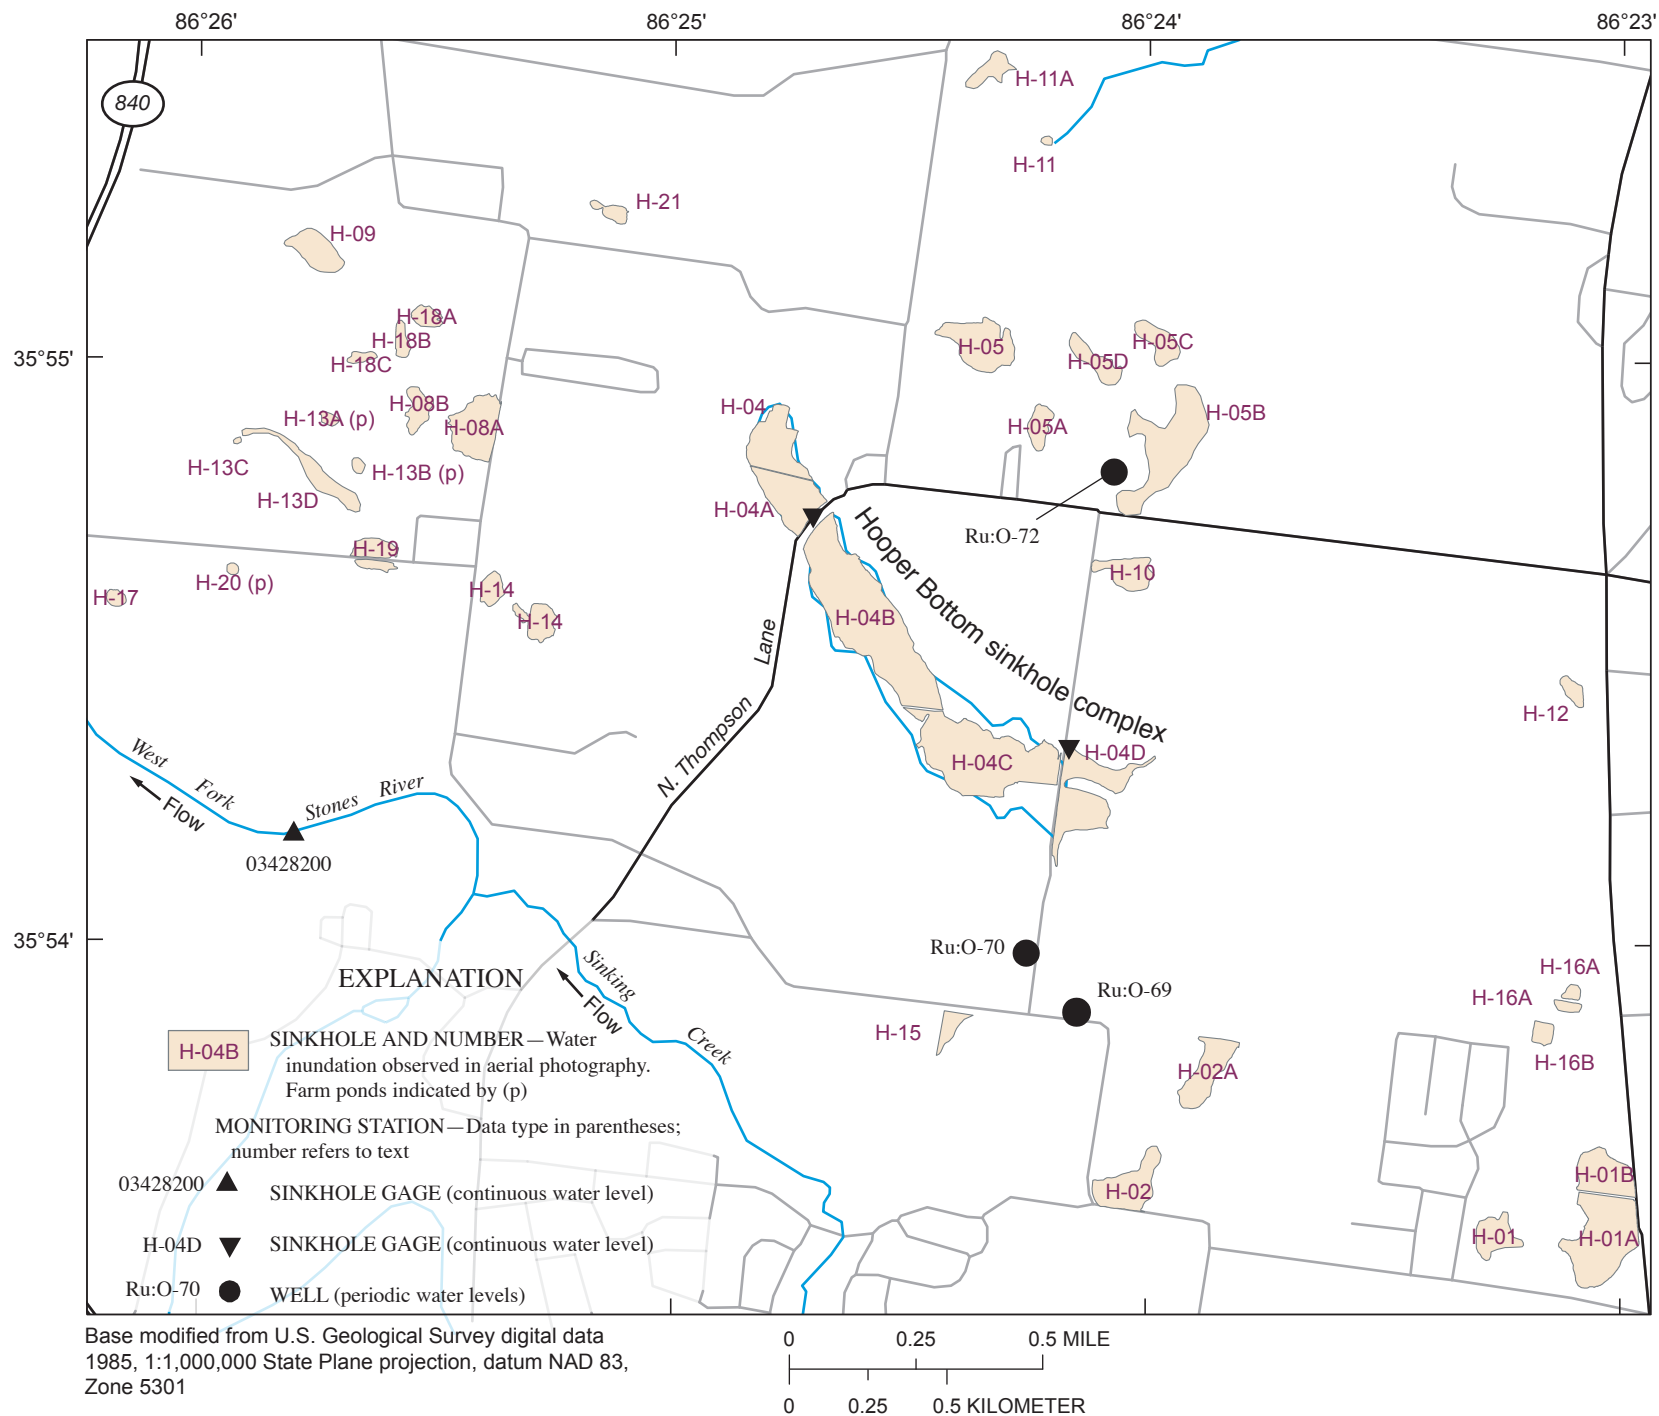 86°26'
86°25'
86°24'
86°23'
840
H-11A
H-11
H-21
H-09
H-18A
H-18B
H-18C
35°55'
H-05
H-05C
H-05D
H-08B
H-13A (p)
H-08A
H-04
H-05A
H-05B
H-13C
H-13B (p)
H-13D
H-04A
Ru:O-72
Hooper Bottom sinkhole complex
H-19
H-20 (p)
H-17
H-14
H-14
H-10
H-04B
N. Thompson Lane
H-12
H-04C
H-04D
West Fork Stones River
Flow
03428200
35°54'
Ru:O-70
Ru:O-69
Sinking Creek
Flow
H-15
H-16A
H-16A
H-16B
H-02A
H-02
H-01B
H-01
H-01A
EXPLANATION
H-04B
SINKHOLE AND NUMBER—Water
inundation observed in aerial photography.
Farm ponds indicated by (p)
MONITORING STATION—Data type in parentheses;
number refers to text
03428200
SINKHOLE GAGE (continuous water level)
H-04D
SINKHOLE GAGE (continuous water level)
Ru:O-70
WELL (periodic water levels)
Base modified from U.S. Geological Survey digital data
1985, 1:1,000,000 State Plane projection, datum NAD 83,
Zone 5301
0 0.25 0.5 MILE
0 0.25 0.5 KILOMETER